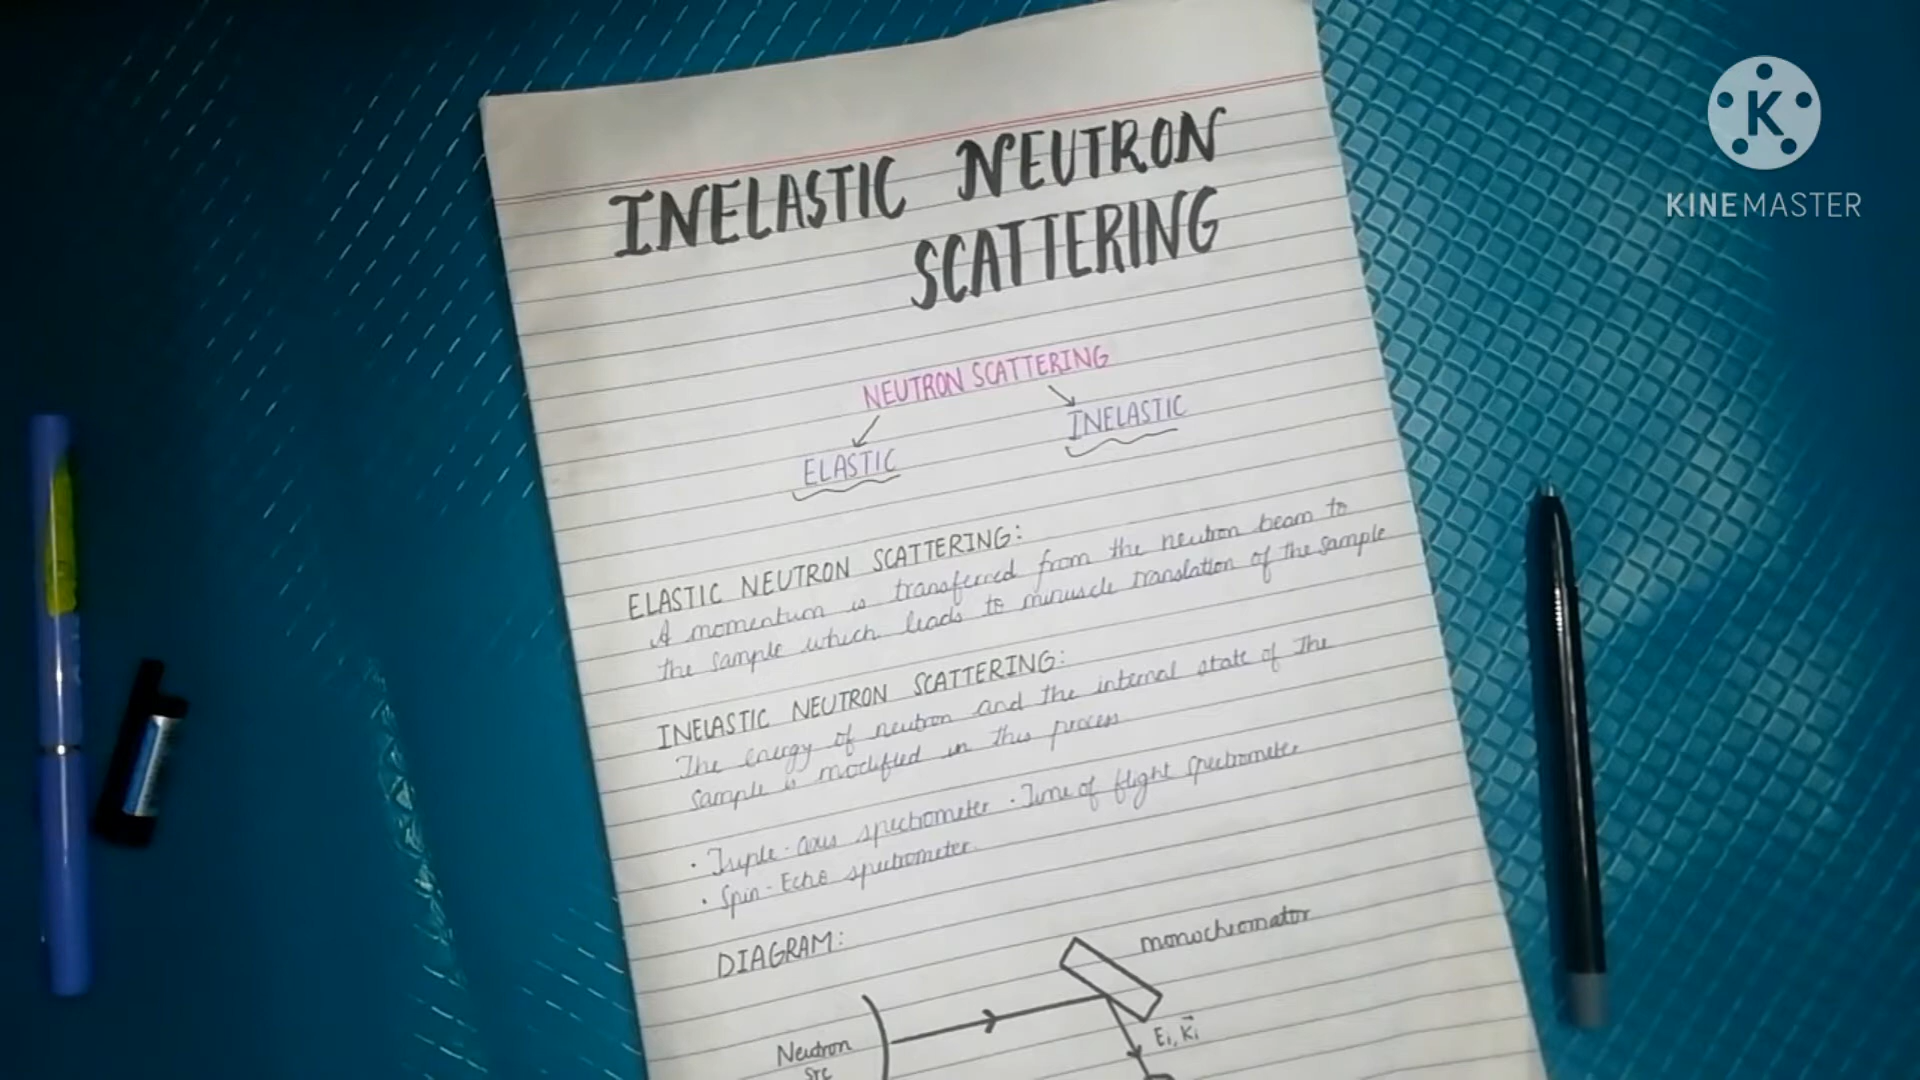 INELASTIC NEUTRON
SCATTERING
NEUTRON SCATTERING
ELASTIC
INELASTIC
ELASTIC NEUTRON SCATTERING:
A momentum is transferred from the neutron beam to
the sample which leads to minuscle translation of the sample
INELASTIC NEUTRON SCATTERING:
The energy of neutron and the internal state of the
sample is modified in this process
• Triple-axis spectrometer • Time of flight spectrometer
• Spin-Echo spectrometer
DIAGRAM:
monochromator
Neutron
src
Ei, K⃗i
K
KINEMASTER